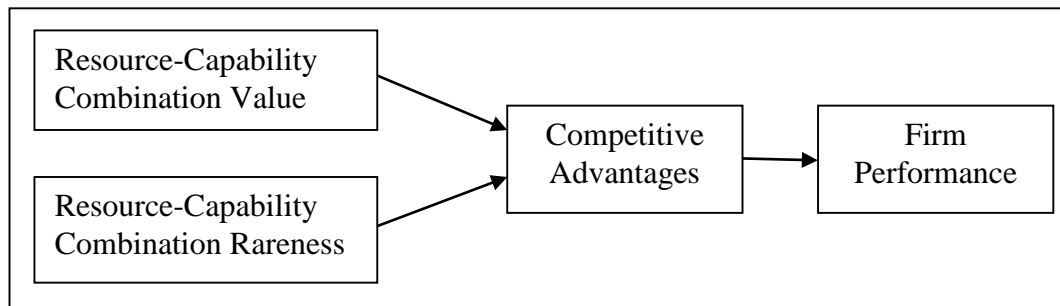 Resource-Capability
Combination Value
Resource-Capability
Combination Rareness
Competitive
Advantages
Firm
Performance